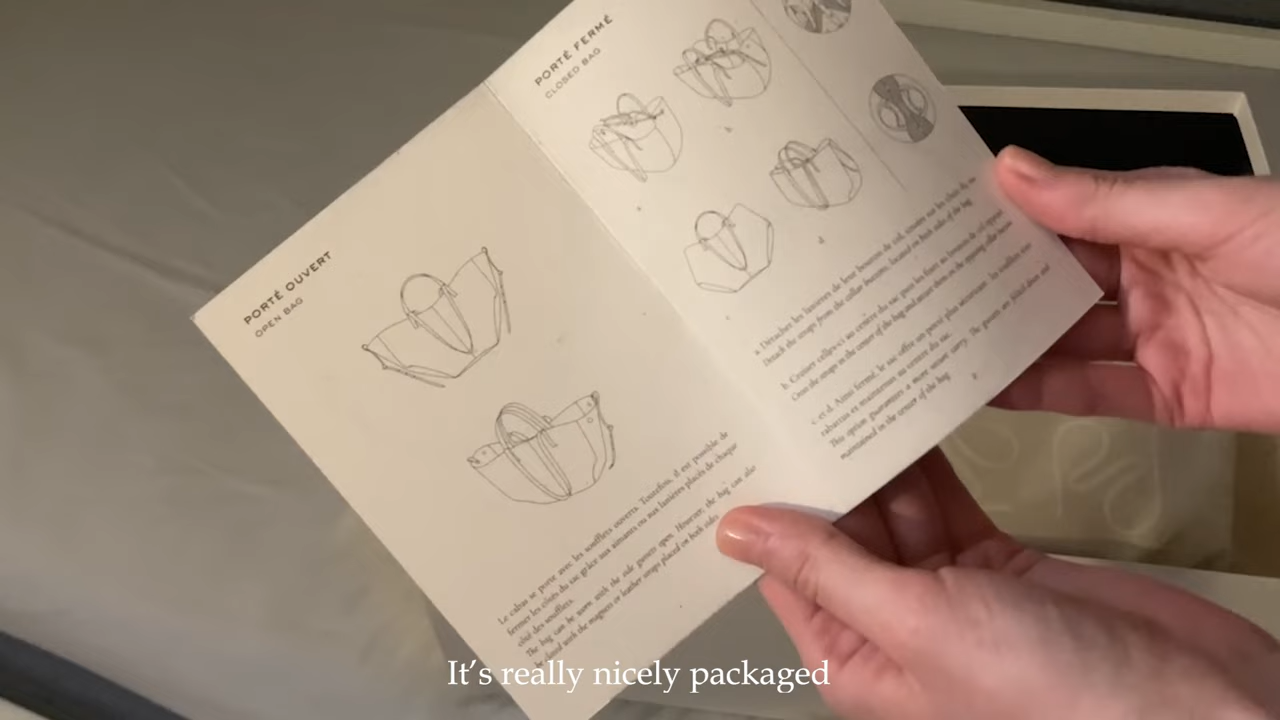 PORTÉ OUVERT
OPEN BAG
Le cabas se porte avec les soufflets ouverts. Toutefois, il est possible de
fermer les côtés du sac grâce aux aimants ou aux lanières placés de chaque
côté des soufflets.
The bag can be worn with the side gussets open. However, the bag can also
be closed with the magnets or leather straps placed on both sides
PORTÉ FERMÉ
CLOSED BAG
a. Détacher les lanières de leur bouton de col, situées sur les côtés du sac
Detach the straps from the collar buttons, located on both sides of the bag
b. Croiser celles-ci au centre du sac puis les fixer au bouton de col opposé
Cross the straps in the center of the bag and attach them to the opposite collar button
c. et d. Ainsi fermé, le sac offre un porté plus sécurisant : les soufflets sont
rabattus et maintenus au centre du sac.
This option guarantees a more secure carry. The gussets are folded down and
maintained in the center of the bag
It's really nicely packaged